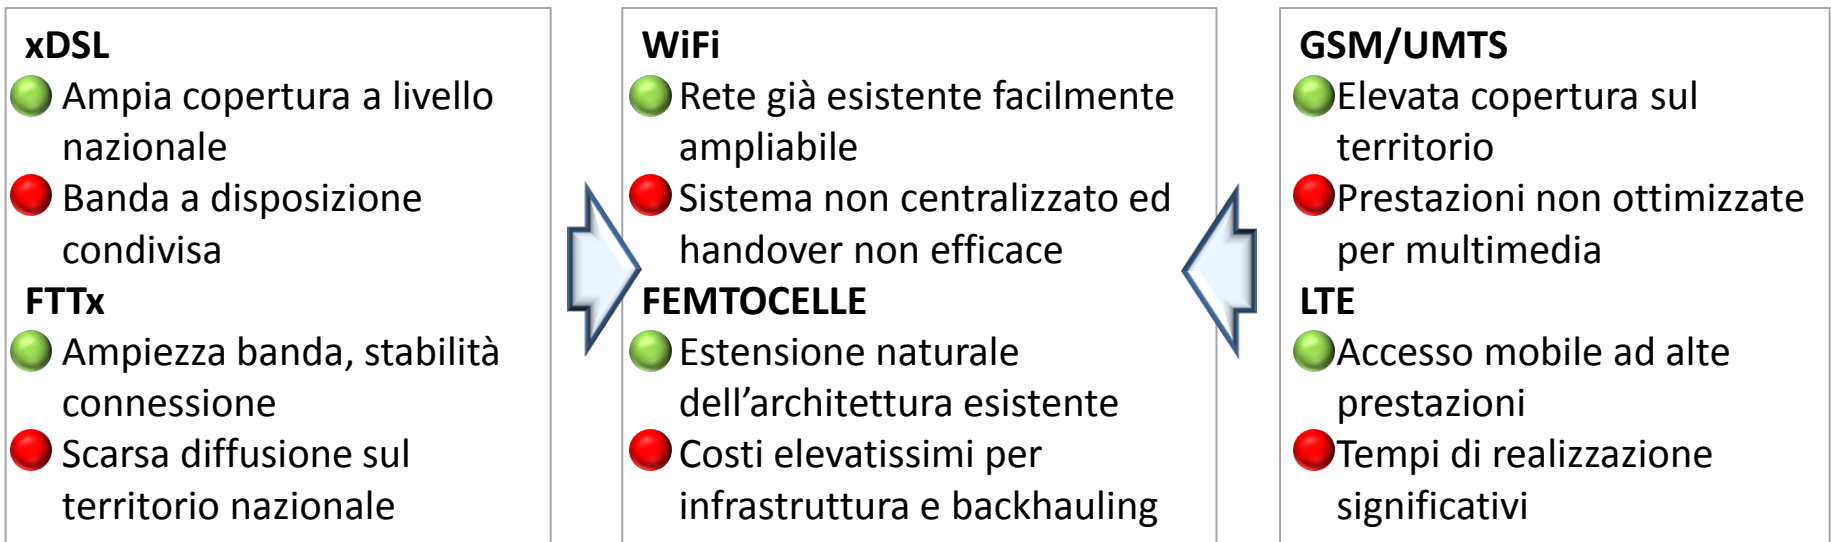 xDSL
Ampia copertura a livello
nazionale
Banda a disposizione
condivisa
FTTx
Ampiezza banda, stabilità
connessione
Scarsa diffusione sul
territorio nazionale
WiFi
Rete già esistente facilmente
ampliabile
Sistema non centralizzato ed
handover non efficace
FEMTOCELLE
Estensione naturale
dell’architettura esistente
Costi elevatissimi per
infrastruttura e backhauling
GSM/UMTS
Elevata copertura sul
territorio
Prestazioni non ottimizzate
per multimedia
LTE
Accesso mobile ad alte
prestazioni
Tempi di realizzazione
significativi